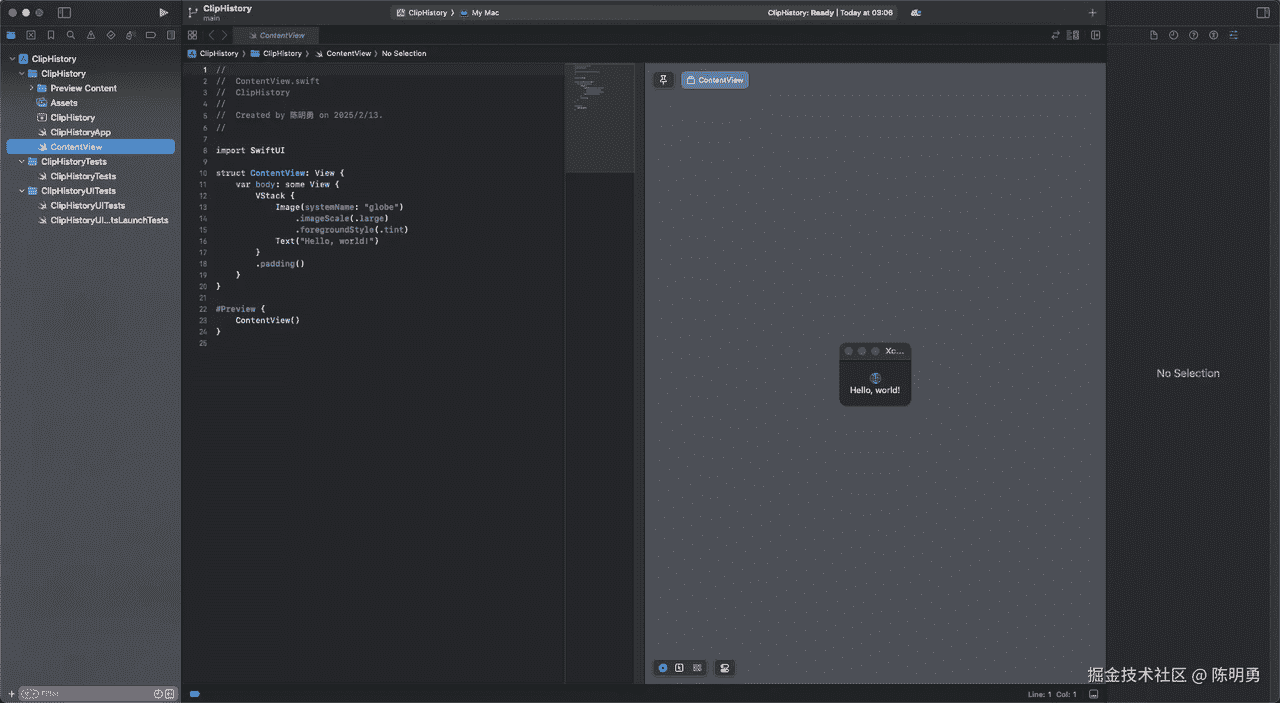 ClipHistory
main
ClipHistory 〉 My Mac
ClipHistory: Ready | Today at 03:06
ContentView
ClipHistory 〉 ClipHistory 〉 ContentView 〉 No Selection
ClipHistory
ClipHistory
Preview Content
Assets
ClipHistory
ClipHistoryApp
ContentView
ClipHistoryTests
ClipHistoryTests
ClipHistoryUITests
ClipHistoryUITests
ClipHistoryUI...tsLaunchTests
Filter
1 //
2 //  ContentView.swift
3 //  ClipHistory
4 //
5 //  Created by 陈明勇 on 2025/2/13.
6 //
7
8 import SwiftUI
9
10 struct ContentView: View {
11     var body: some View {
12         VStack {
13             Image(systemName: "globe")
14                 .imageScale(.large)
15                 .foregroundStyle(.tint)
16             Text("Hello, world!")
17         }
18         .padding()
19     }
20 }
21
22 #Preview {
23     ContentView()
24 }
25
ContentView
Xc...
Hello, world!
No Selection
Line: 1 Col: 1
掘金技术社区 @ 陈明勇